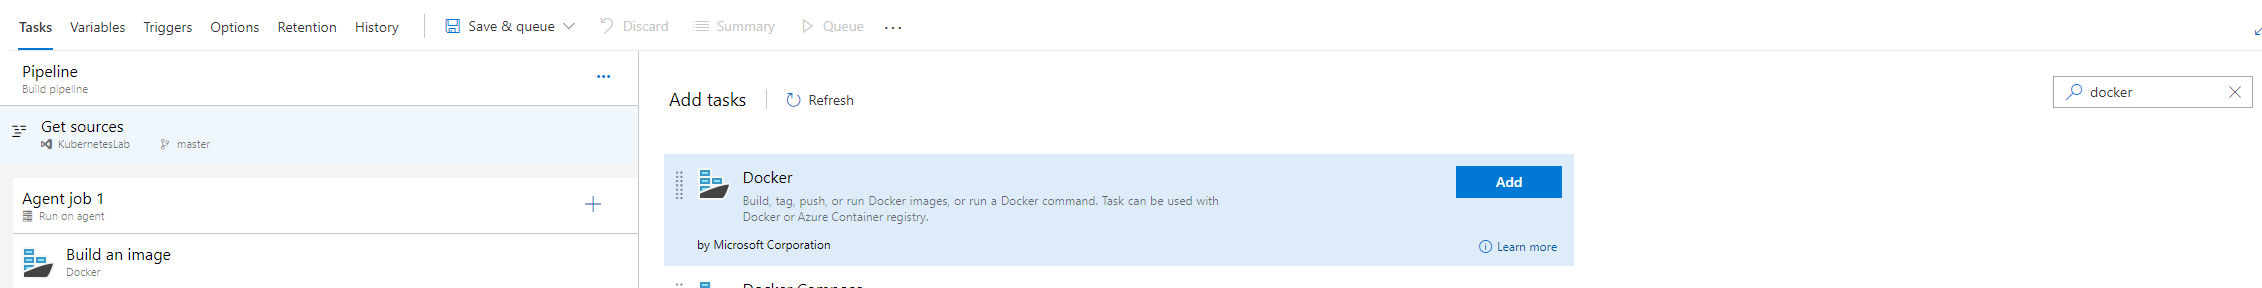 Tasks Variables Triggers Options Retention History Save & queue Discard Summary Queue ...
Pipeline
Build pipeline
Get sources
KubernetesLab master
Agent job 1
Run on agent
Build an image
Docker
Add tasks Refresh
docker
Docker
Add
Build, tag, push, or run Docker images, or run a Docker command. Task can be used with
Docker or Azure Container registry.
by Microsoft Corporation
Learn more
Docker Compose